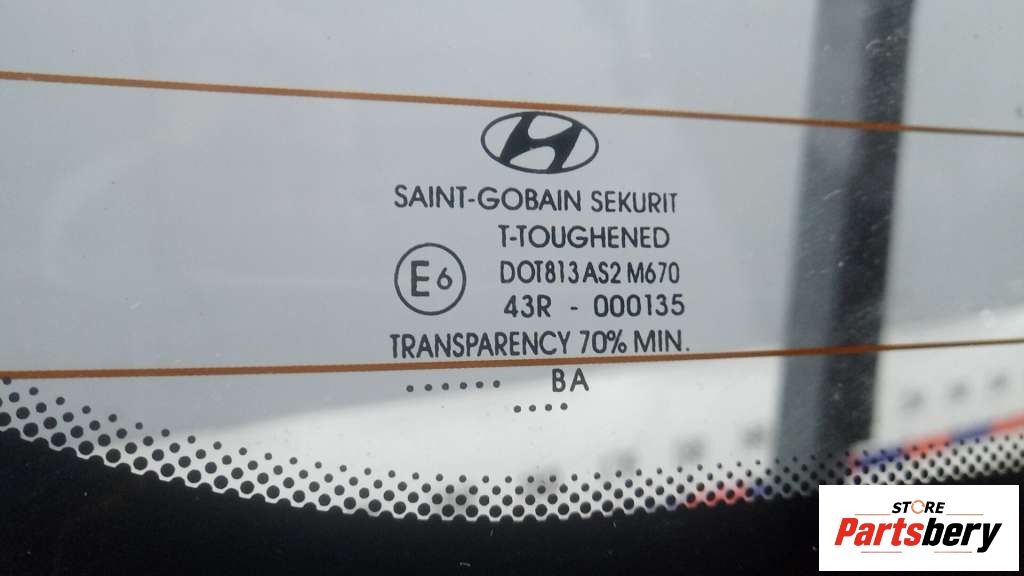 SAINT-GOBAIN SEKURIT
T-TOUGHENED
E6
DOT813 AS2 M670
43R - 000135
TRANSPARENCY 70% MIN.
...... BA
....
STORE
Partsbery